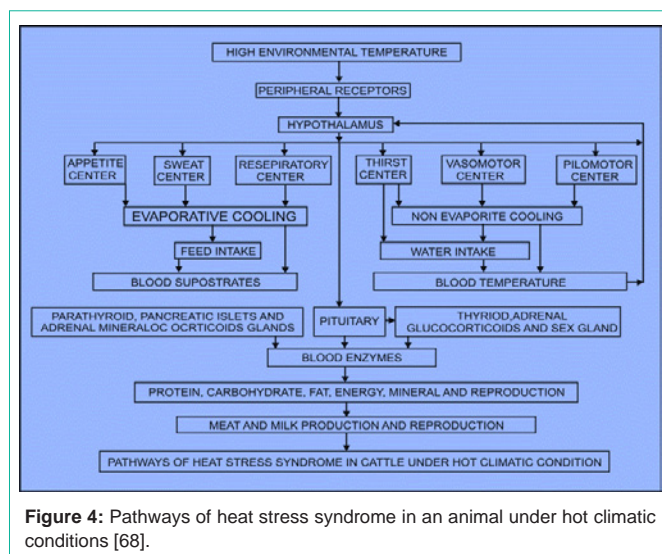 HIGH ENVIRONMENTAL TEMPERATURE
PERIPHERAL RECEPTORS
HYPOTHALAMUS
APPETITE
CENTER
SWEAT
CENTER
RESEPIRATORY
CENTER
THIRST
CENTER
VASOMOTOR
CENTER
PILOMOTOR
CENTER
EVAPORATIVE COOLING
NON EVAPORITE COOLING
FEED INTAKE
WATER INTAKE
BLOOD SUPOSTRATES
BLOOD TEMPERATURE
PARATHYROID, PANCREATIC ISLETS AND
ADRENAL MINERALOC OCRTICOIDS GLANDS
PITUITARY
THYRIOD,ADRENAL
GLUCOCORTICOIDS AND SEX GLAND
BLOOD ENZYMES
PROTEIN, CARBOHYDRATE, FAT, ENERGY, MINERAL AND REPRODUCTION
MEAT AND MILK PRODUCTION AND REPRODUCTION
PATHWAYS OF HEAT STRESS SYNDROME IN CATTLE UNDER HOT CLIMATIC CONDITION
Figure 4: Pathways of heat stress syndrome in an animal under hot climatic
conditions [68].